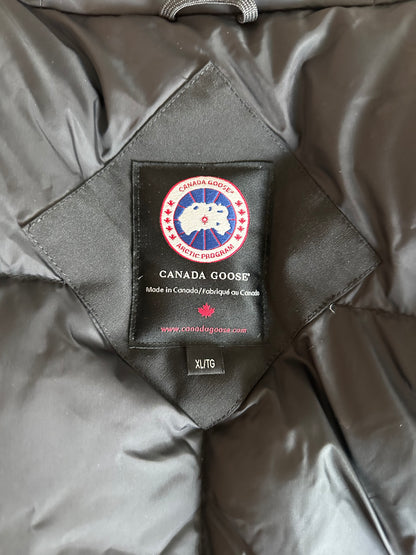 CANADA GOOSE®
ARCTIC PROGRAM
CANADA GOOSE®
Made in Canada/Fabriqué au Canada
www.canadagoose.com
XL/TG